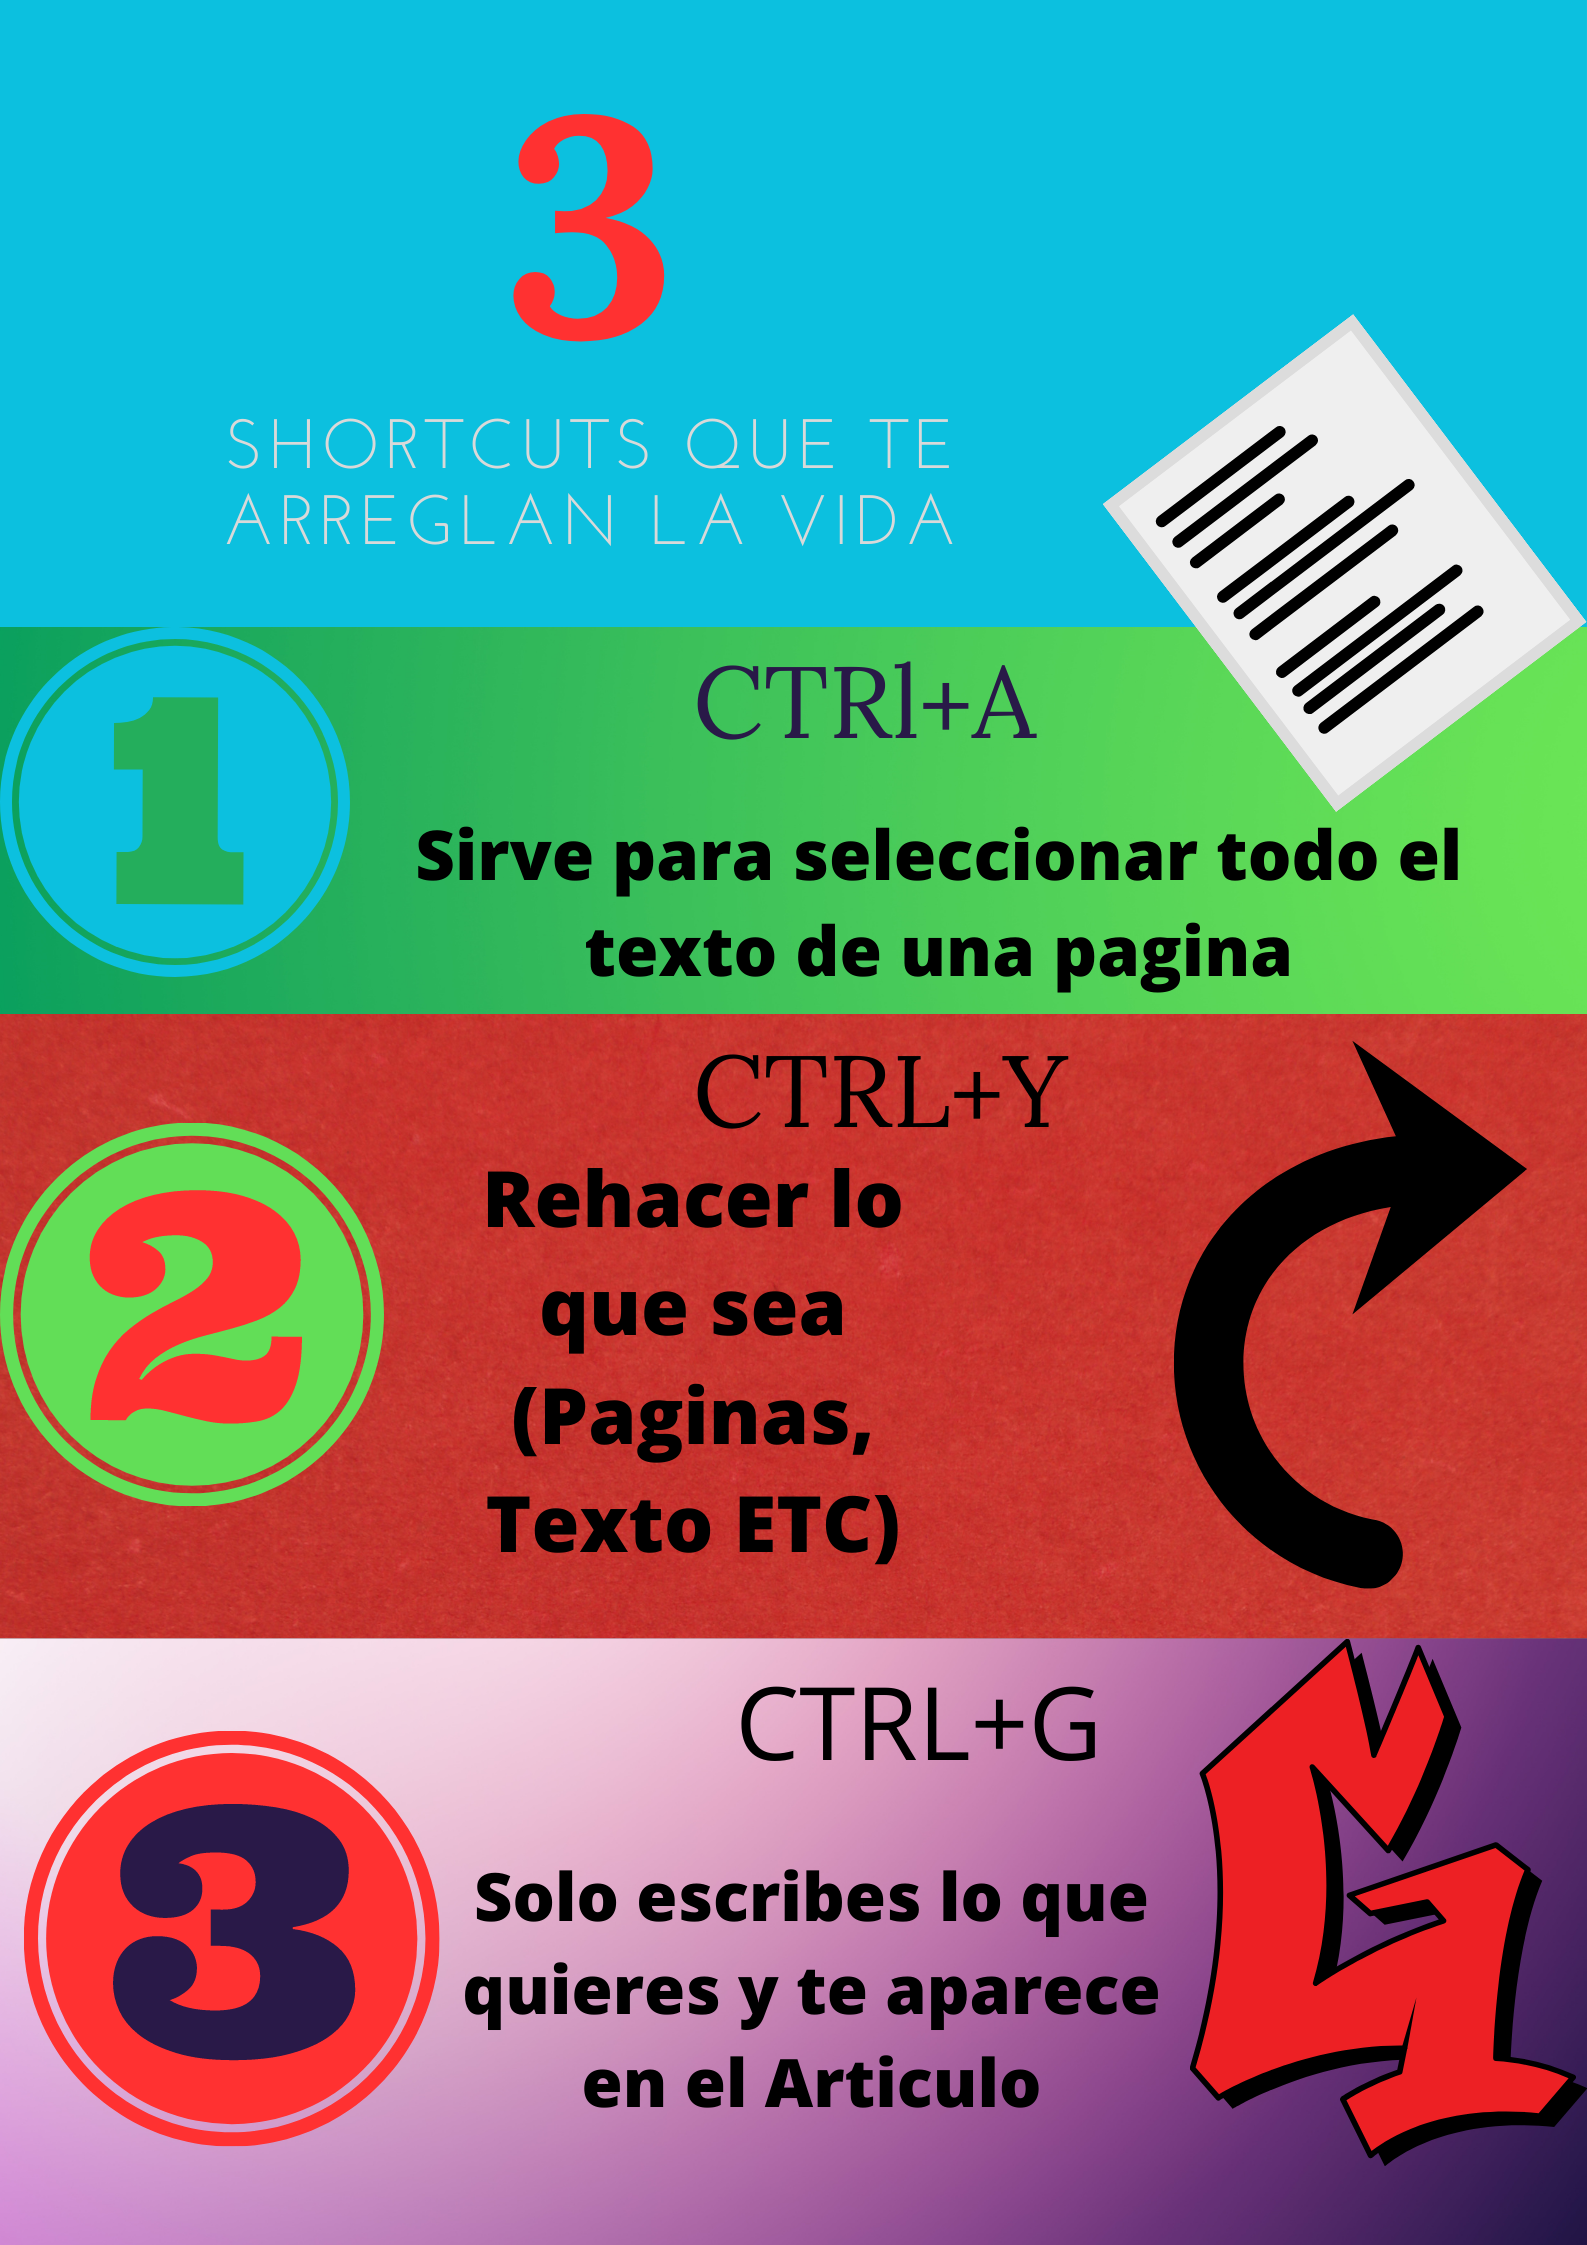 3
SHORTCUTS QUE TE
ARREGLAN LA VIDA
1
CTRl+A
Sirve para seleccionar todo el
texto de una pagina
2
CTRL+Y
Rehacer lo
que sea
(Paginas,
Texto ETC)
3
CTRL+G
Solo escribes lo que
quieres y te aparece
en el Articulo
G